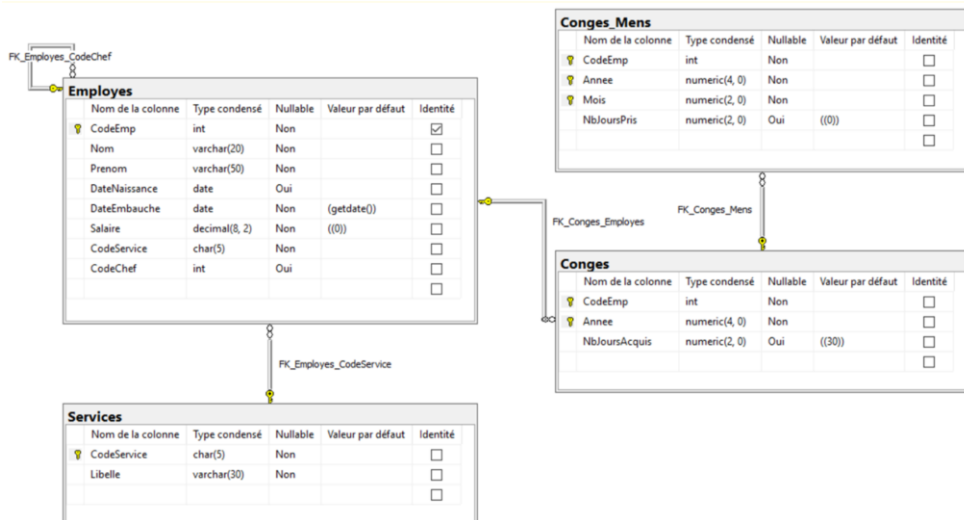 FK_Employes_CodeChef
Employes
Nom de la colonne Type condensé Nullable Valeur par défaut Identité
CodeEmp int Non
Nom varchar(20) Non
Prenom varchar(50) Non
DateNaissance date Oui
DateEmbauche date Non (getdate())
Salaire decimal(8, 2) Non ((0))
CodeService char(5) Non
CodeChef int Oui
FK_Employes_CodeService
Services
Nom de la colonne Type condensé Nullable Valeur par défaut Identité
CodeService char(5) Non
Libelle varchar(30) Non
Conges_Mens
Nom de la colonne Type condensé Nullable Valeur par défaut Identité
CodeEmp int Non
Annee numeric(4, 0) Non
Mois numeric(2, 0) Non
NbJoursPris numeric(2, 0) Oui ((0))
FK_Conges_Mens
FK_Conges_Employes
Conges
Nom de la colonne Type condensé Nullable Valeur par défaut Identité
CodeEmp int Non
Annee numeric(4, 0) Non
NbJoursAcquis numeric(2, 0) Oui ((30))